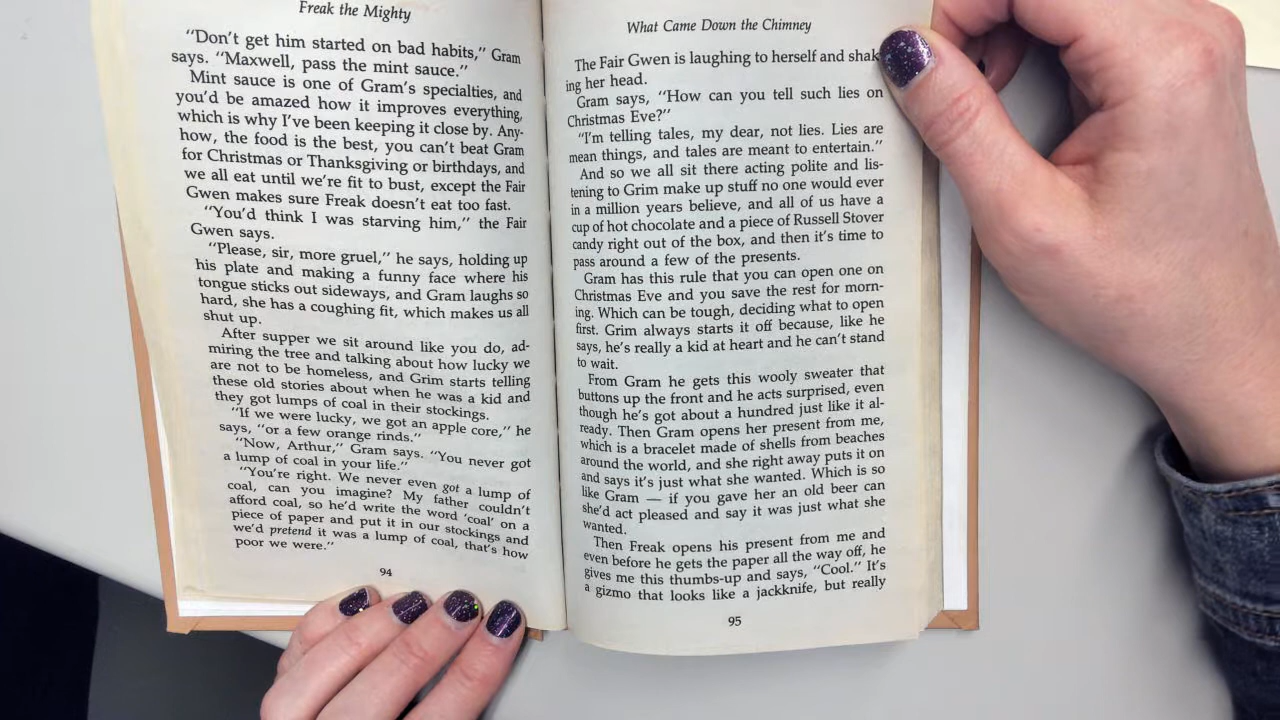 Freak the Mighty
"Don't get him started on bad habits," Gram
says. "Maxwell, pass the mint sauce."
Mint sauce is one of Gram's specialties, and
you'd be amazed how it improves everything,
which is why I've been keeping it close by. Any-
how, the food is the best, you can't beat Gram
for Christmas or Thanksgiving or birthdays, and
we all eat until we're fit to bust, except the Fair
Gwen makes sure Freak doesn't eat too fast.
"You'd think I was starving him," the Fair
Gwen says.
"Please, sir, more gruel," he says, holding up
his plate and making a funny face where his
tongue sticks out sideways, and Gram laughs so
hard, she has a coughing fit, which makes us all
shut up.
After supper we sit around like you do, ad-
miring the tree and talking about how lucky we
are not to be homeless, and Grim starts telling
these old stories about when he was a kid and
they got lumps of coal in their stockings.
"If we were lucky, we got an apple core," he
says, "or a few orange rinds."
"Now, Arthur," Gram says. "You never got
a lump of coal in your life."
"You're right. We never even got a lump of
coal, can you imagine? My father couldn't
afford coal, so he'd write the word 'coal' on a
piece of paper and put it in our stockings and
we'd pretend it was a lump of coal, that's how
poor we were."
94
What Came Down the Chimney
The Fair Gwen is laughing to herself and shak
ing her head.
Gram says, "How can you tell such lies on
Christmas Eve?"
"I'm telling tales, my dear, not lies. Lies are
mean things, and tales are meant to entertain."
And so we all sit there acting polite and lis-
tening to Grim make up stuff no one would ever
in a million years believe, and all of us have a
cup of hot chocolate and a piece of Russell Stover
candy right out of the box, and then it's time to
pass around a few of the presents.
Gram has this rule that you can open one on
Christmas Eve and you save the rest for morn-
ing. Which can be tough, deciding what to open
first. Grim always starts it off because, like he
says, he's really a kid at heart and he can't stand
to wait.
From Gram he gets this wooly sweater that
buttons up the front and he acts surprised, even
though he's got about a hundred just like it al-
ready. Then Gram opens her present from me,
which is a bracelet made of shells from beaches
around the world, and she right away puts it on
and says it's just what she wanted. Which is so
like Gram — if you gave her an old beer can
she'd act pleased and say it was just what she
wanted.
Then Freak opens his present from me and
even before he gets the paper all the way off, he
gives me this thumbs-up and says, "Cool." It's
a gizmo that looks like a jackknife, but really
95